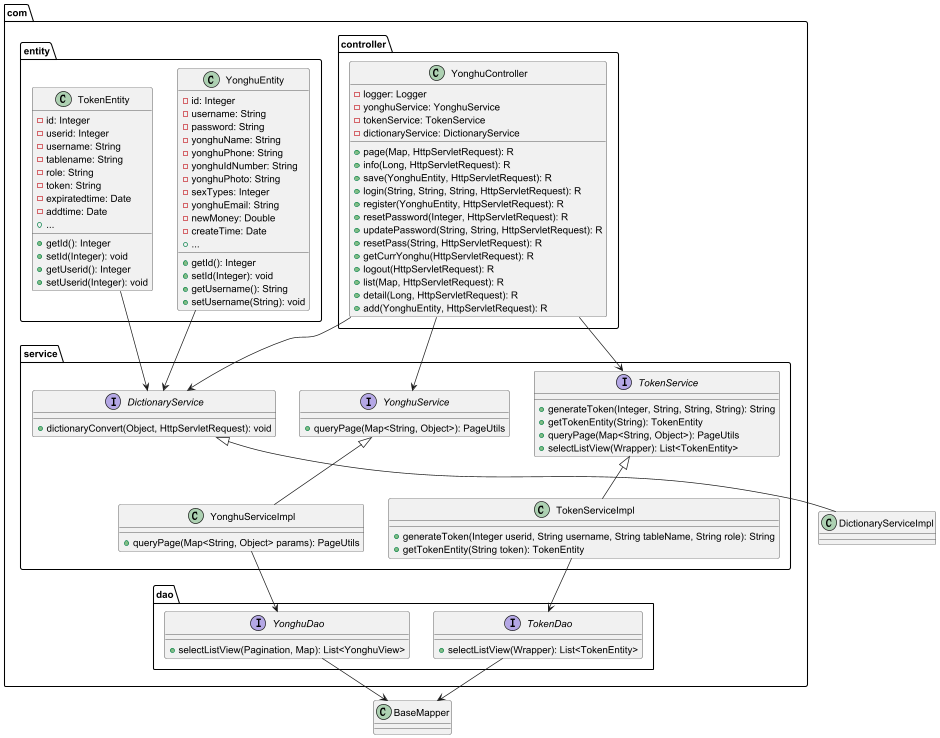 com
entity
TokenEntity
id: Integer
userid: Integer
username: String
tablename: String
role: String
token: String
expiratedtime: Date
addtime: Date
...
getId(): Integer
setId(Integer): void
getUserid(): Integer
setUserid(Integer): void
YonghuEntity
id: Integer
username: String
password: String
yonghuName: String
yonghuPhone: String
yonghuIdNumber: String
yonghuPhoto: String
sexTypes: Integer
yonghuEmail: String
newMoney: Double
createTime: Date
...
getId(): Integer
setId(Integer): void
getUsername(): String
setUsername(String): void
controller
YonghuController
logger: Logger
yonghuService: YonghuService
tokenService: TokenService
dictionaryService: DictionaryService
page(Map, HttpServletRequest): R
info(Long, HttpServletRequest): R
save(YonghuEntity, HttpServletRequest): R
login(String, String, String, HttpServletRequest): R
register(YonghuEntity, HttpServletRequest): R
resetPassword(Integer, HttpServletRequest): R
updatePassword(String, String, HttpServletRequest): R
resetPass(String, HttpServletRequest): R
getCurrYonghu(HttpServletRequest): R
logout(HttpServletRequest): R
list(Map, HttpServletRequest): R
detail(Long, HttpServletRequest): R
add(YonghuEntity, HttpServletRequest): R
service
DictionaryService
dictionaryConvert(Object, HttpServletRequest): void
YonghuService
queryPage(Map<String, Object>): PageUtils
TokenService
generateToken(Integer, String, String, String): String
getTokenEntity(String): TokenEntity
queryPage(Map<String, Object>): PageUtils
selectListView(Wrapper): List<TokenEntity>
YonghuServiceImpl
queryPage(Map<String, Object> params): PageUtils
TokenServiceImpl
generateToken(Integer userid, String username, String tableName, String role): String
getTokenEntity(String token): TokenEntity
DictionaryServiceImpl
dao
YonghuDao
selectListView(Pagination, Map): List<YonghuView>
TokenDao
selectListView(Wrapper): List<TokenEntity>
BaseMapper